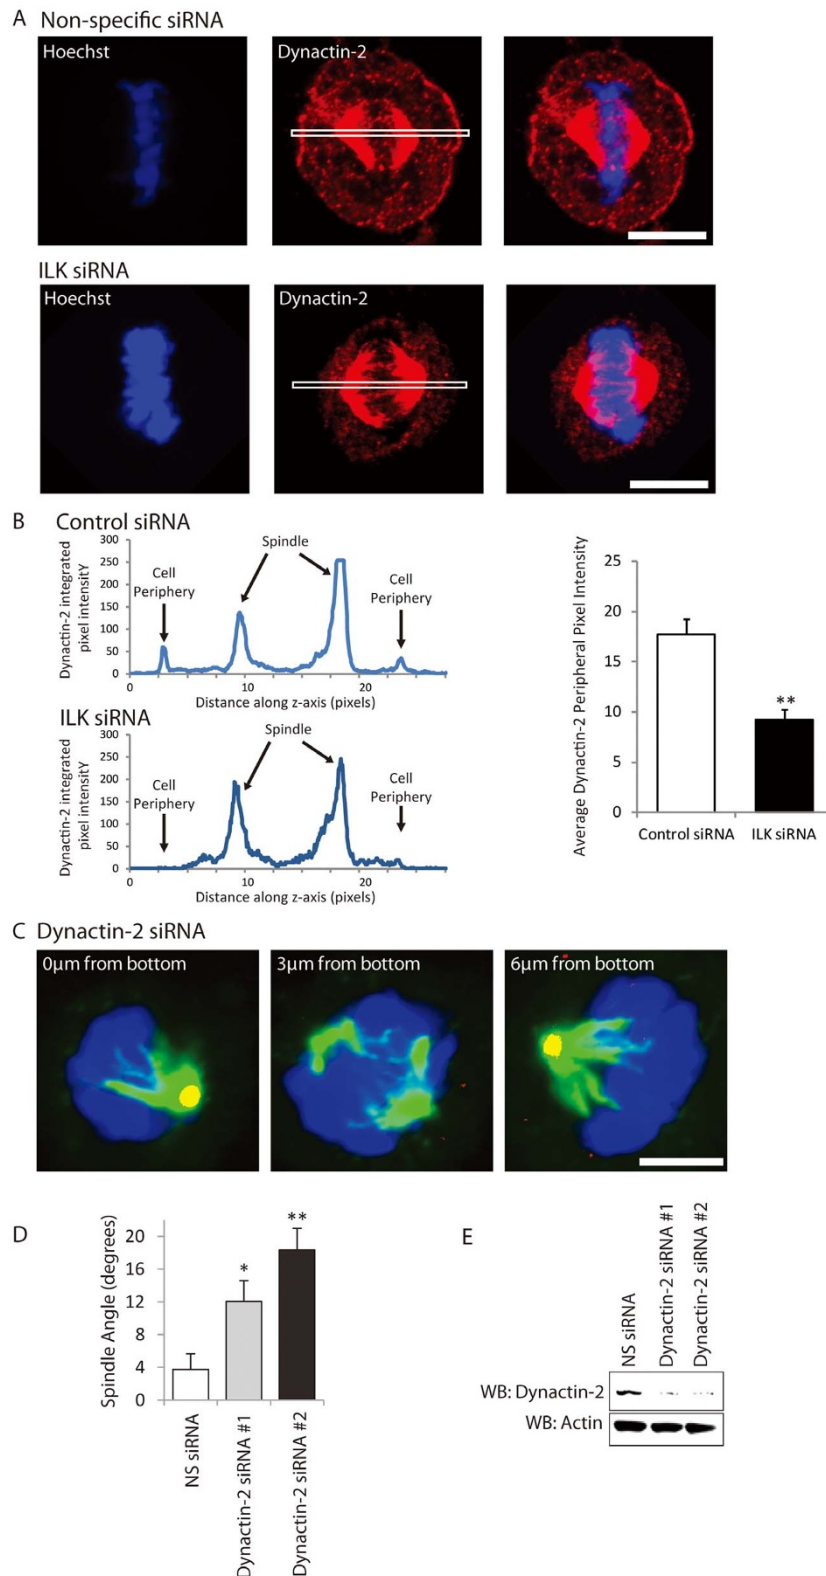 A Non-specific siRNA
Hoechst
Dynactin-2
ILK siRNA
Hoechst
Dynactin-2
B
Control siRNA
Dynactin-2 integrated
pixel intensitY
300
250
200
150
100
50
0
Cell
Periphery
Spindle
Cell
Periphery
0
10
20
Distance along z-axis (pixels)
ILK siRNA
Dynactin-2 integrated
pixel intensitY
300
250
200
150
100
50
0
Cell
Periphery
Spindle
Cell
Periphery
0
10
20
Distance along z-axis (pixels)
Average Dynactin-2 Peripheral Pixel Intensity
25
20
15
10
5
0
**
Control siRNA
ILK siRNA
C Dynactin-2 siRNA
0µm from bottom
3µm from bottom
6µm from bottom
D
Spindle Angle (degrees)
20
16
12
8
4
0
*
**
NS siRNA
Dynactin-2 siRNA #1
Dynactin-2 siRNA #2
E
NS siRNA
Dynactin-2 siRNA #1
Dynactin-2 siRNA #2
WB: Dynactin-2
WB: Actin